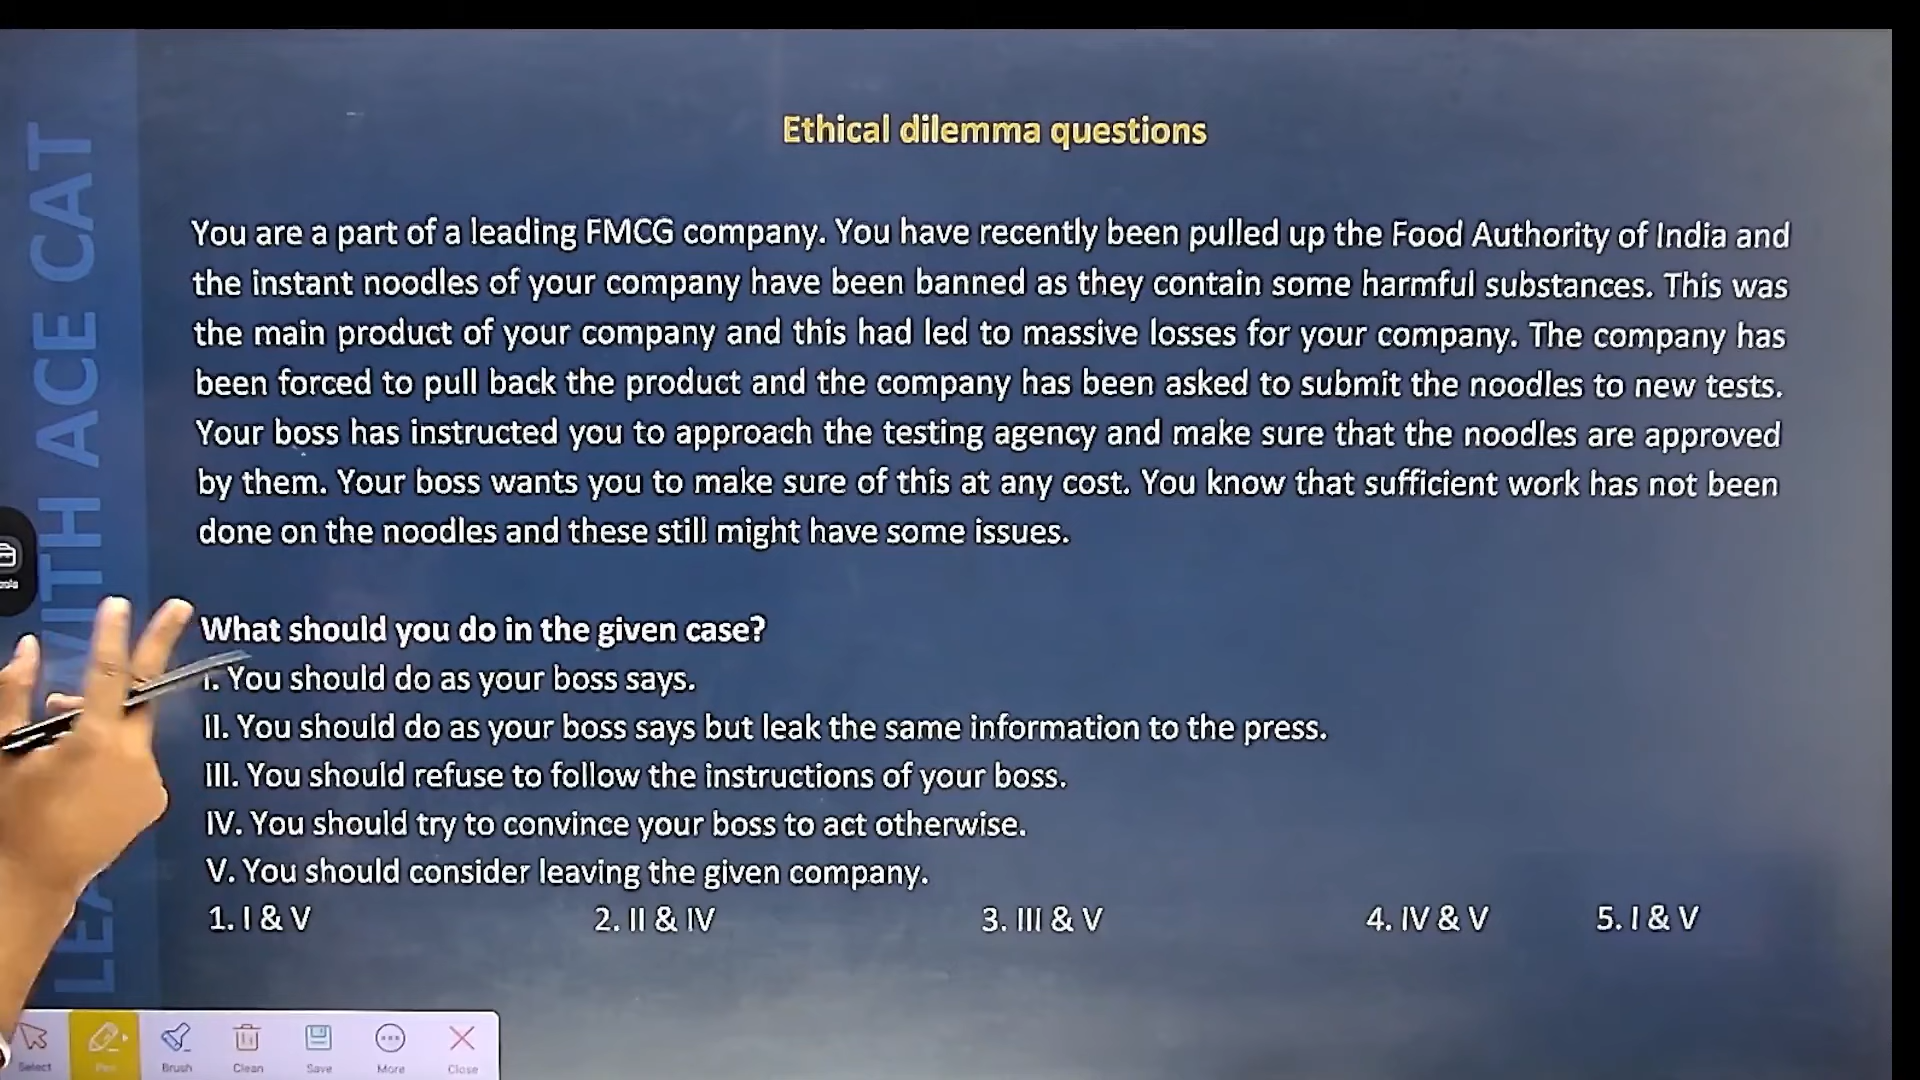 Ethical dilemma questions
You are a part of a leading FMCG company. You have recently been pulled up the Food Authority of India and
the instant noodles of your company have been banned as they contain some harmful substances. This was
the main product of your company and this had led to massive losses for your company. The company has
been forced to pull back the product and the company has been asked to submit the noodles to new tests.
Your boss has instructed you to approach the testing agency and make sure that the noodles are approved
by them. Your boss wants you to make sure of this at any cost. You know that sufficient work has not been
done on the noodles and these still might have some issues.
What should you do in the given case?
I. You should do as your boss says.
II. You should do as your boss says but leak the same information to the press.
III. You should refuse to follow the instructions of your boss.
IV. You should try to convince your boss to act otherwise.
V. You should consider leaving the given company.
1. I & V 2. II & IV 3. III & V 4. IV & V 5. I & V
WITH ACE CAT
Select Pen Brush Clean Save More Close